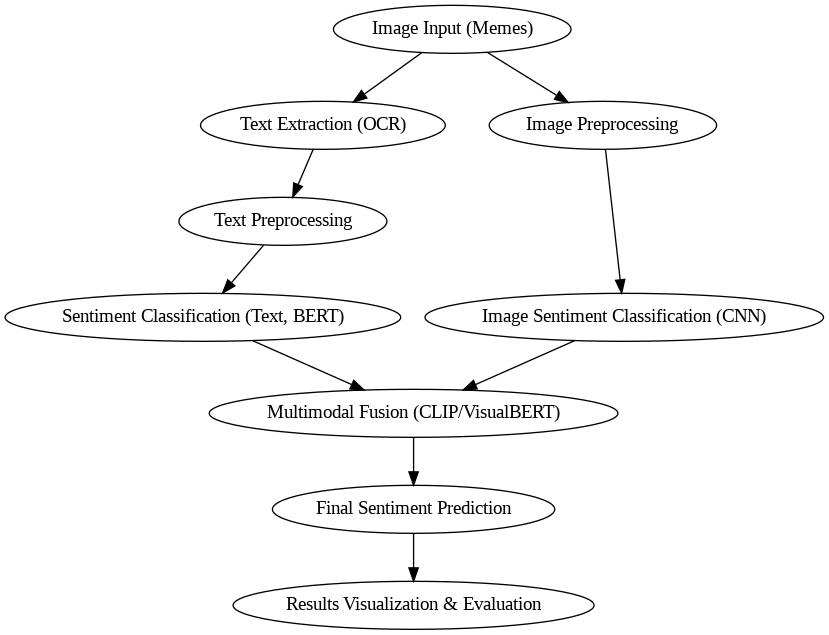 Image Input (Memes)
Text Extraction (OCR)
Image Preprocessing
Text Preprocessing
Sentiment Classification (Text, BERT)
Image Sentiment Classification (CNN)
Multimodal Fusion (CLIP/VisualBERT)
Final Sentiment Prediction
Results Visualization & Evaluation